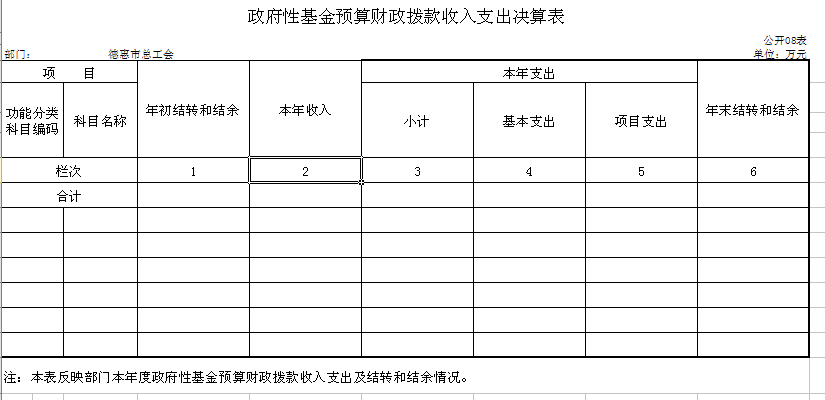 政府性基金预算财政拨款收入支出决算表
公开08表
部门： 德惠市总工会 单位：万元
项 目 年初结转和结余 本年收入 本年支出 年末结转和结余
功能分类科目编码 科目名称 小计 基本支出 项目支出
栏次 1 2 3 4 5 6
合计
注：本表反映部门本年度政府性基金预算财政拨款收入支出及结转和结余情况。